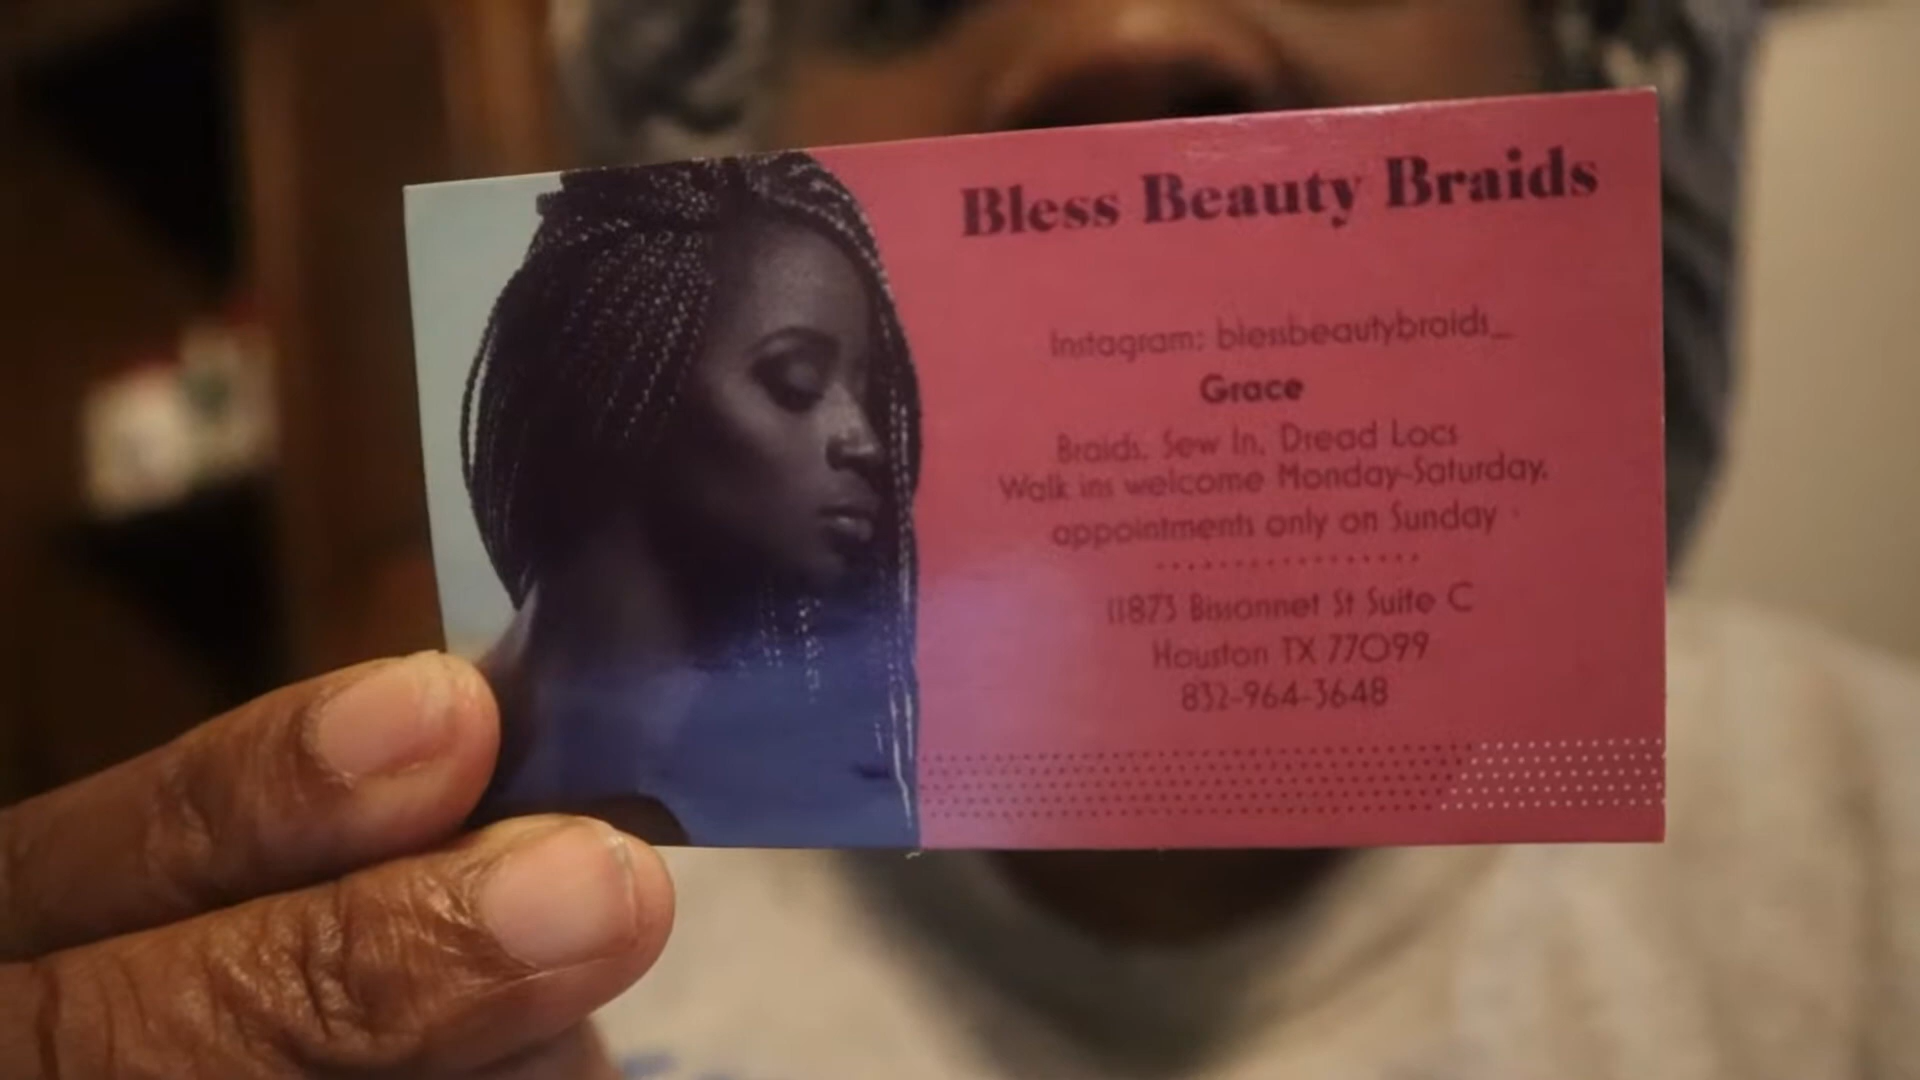 Bless Beauty Braids
Instagram: blessbeautybraids_
Grace
Braids, Sew In, Dread Locs
Walk ins welcome Monday-Saturday,
appointments only on Sunday
11873 Bissonnet St Suite C
Houston TX 77099
832-964-3648